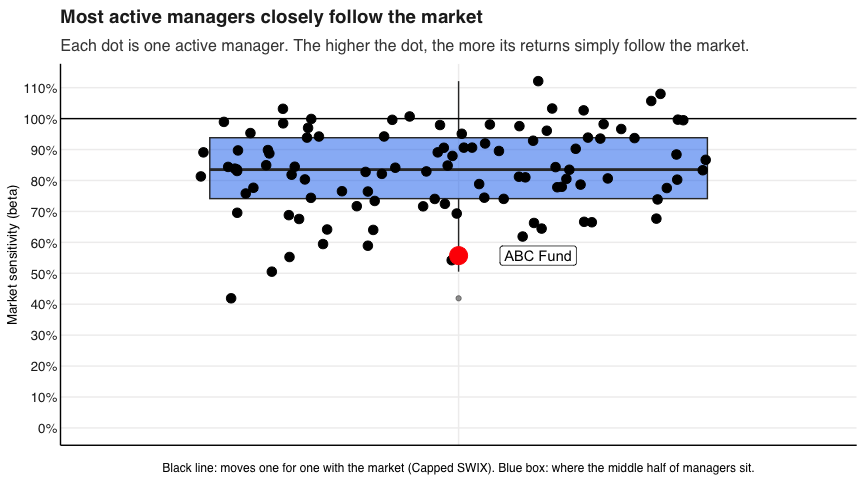 Most active managers closely follow the market
Each dot is one active manager. The higher the dot, the more its returns simply follow the market.
Market sensitivity (beta)
110%
100%
90%
80%
70%
60%
50%
40%
30%
20%
10%
0%
ABC Fund
Black line: moves one for one with the market (Capped SWIX). Blue box: where the middle half of managers sit.